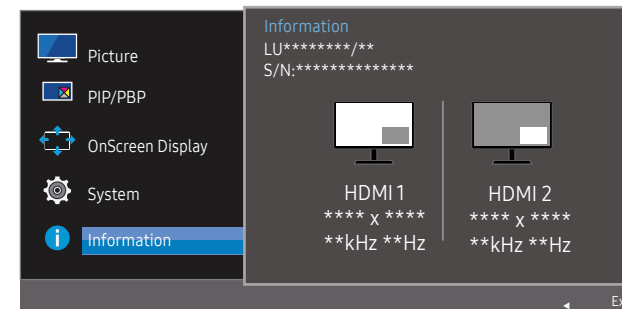 Picture
PIP/PBP
OnScreen Display
System
Information
Information
LU********/**
S/N:**************
HDMI 1
**** x ****
**kHz **Hz
HDMI 2
**** x ****
**kHz **Hz